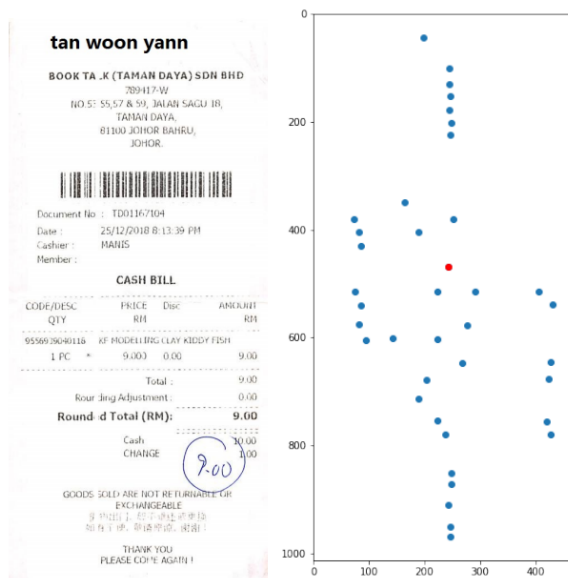 tan woon yann
BOOK TA .K (TAMAN DAYA) SDN BHD
789417-W
NO.5: 55,57 & 59, JALAN SAGU 18,
TAMAN DAYA,
81100 JOHOR BAHRU,
JOHOR.
Document No : TD01167104
Date : 25/12/2018 8:13:39 PM
Cashier : MANIS
Member :
CASH BILL
CODE/DESC PRICE Disc AMOUNT
QTY RM RM
9556939040118 KF MODELLING CLAY KIDDY FISH
1 PC * 9.000 0.00 9.00
Total : 9.00
Rounding Adjustment : 0.00
Round d Total (RM): 9.00
Cash 10.00
CHANGE 1.00
9.00
GOODS SOLD ARE NOT RETURNABLE OR
EXCHANGEABLE
THANK YOU
PLEASE COME AGAIN !
0
200
400
600
800
1000
0 100 200 300 400